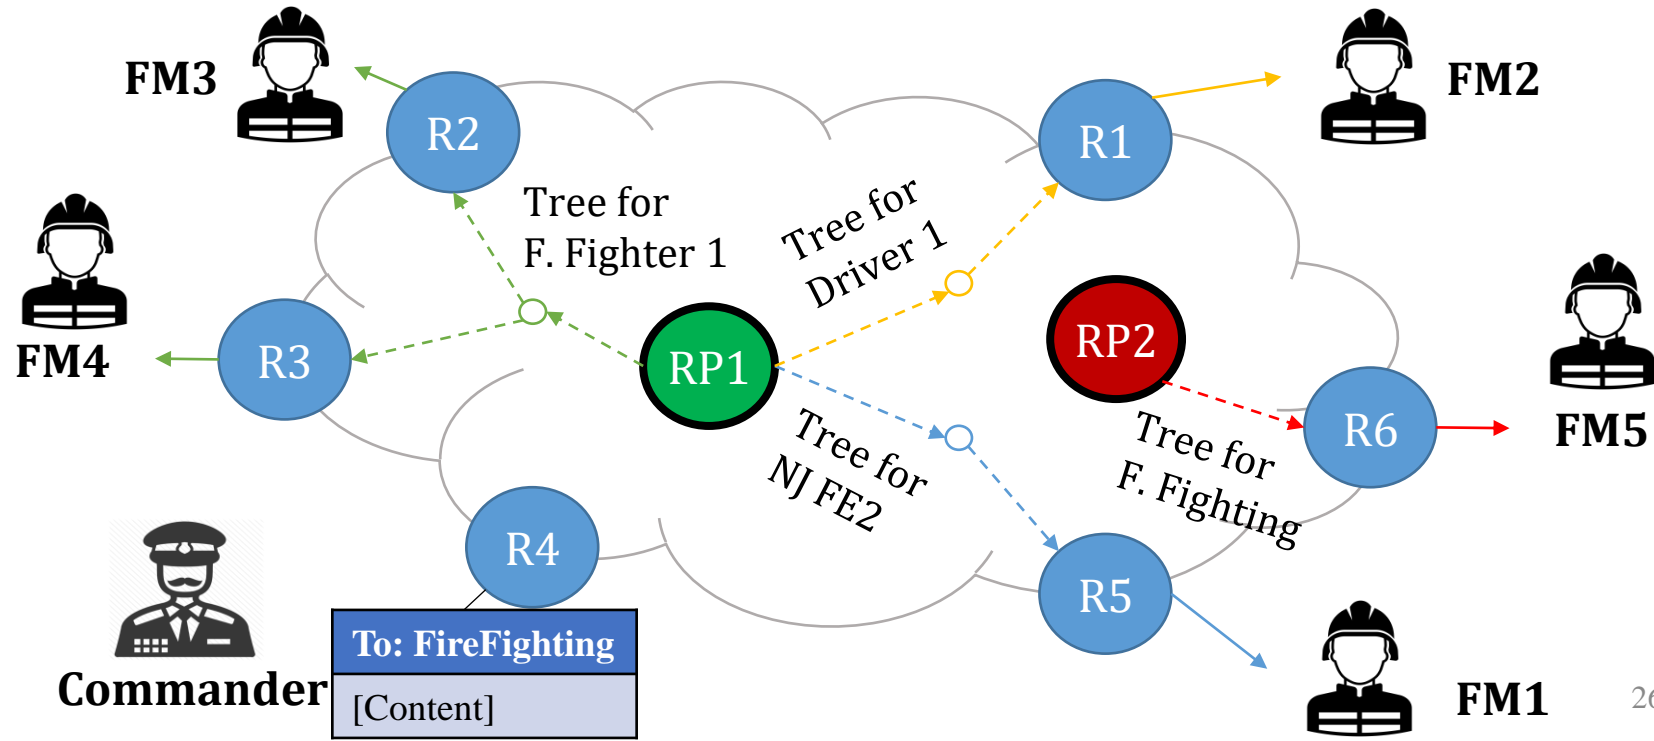 FM3
R2
R1
FM2
Tree for
F. Fighter 1
Tree for
Driver 1
FM4
R3
RP1
RP2
R6
FM5
Tree for
NJ FE2
Tree for
F. Fighting
R4
R5
Commander
To: FireFighting
[Content]
FM1
26